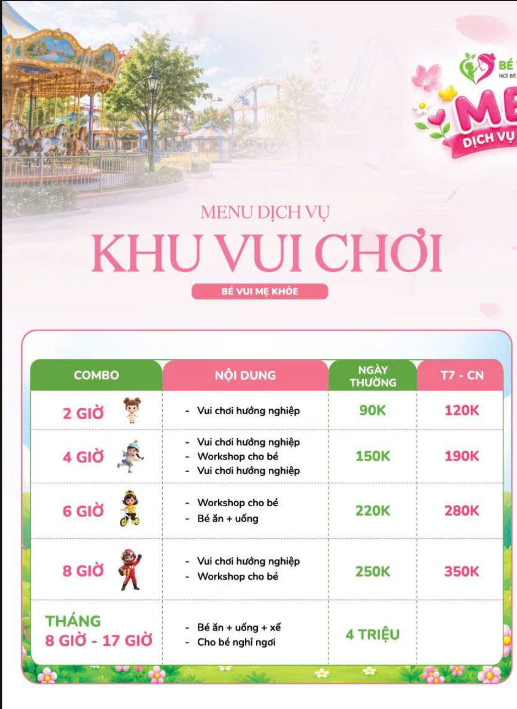 BÉ
NƠI BÉ
ME
DỊCH VỤ
MENU DỊCH VỤ
KHU VUI CHƠI
BÉ VUI MẸ KHỎE
COMBO NỘI DUNG NGÀY THƯỜNG T7 - CN
2 GIỜ - Vui chơi hướng nghiệp 90K 120K
4 GIỜ - Vui chơi hướng nghiệp 150K 190K
- Workshop cho bé
- Vui chơi hướng nghiệp
6 GIỜ - Workshop cho bé 220K 280K
- Bé ăn + uống
8 GIỜ - Vui chơi hướng nghiệp 250K 350K
- Workshop cho bé
THÁNG
8 GIỜ - 17 GIỜ - Bé ăn + uống + xế 4 TRIỆU
- Cho bé nghỉ ngơi